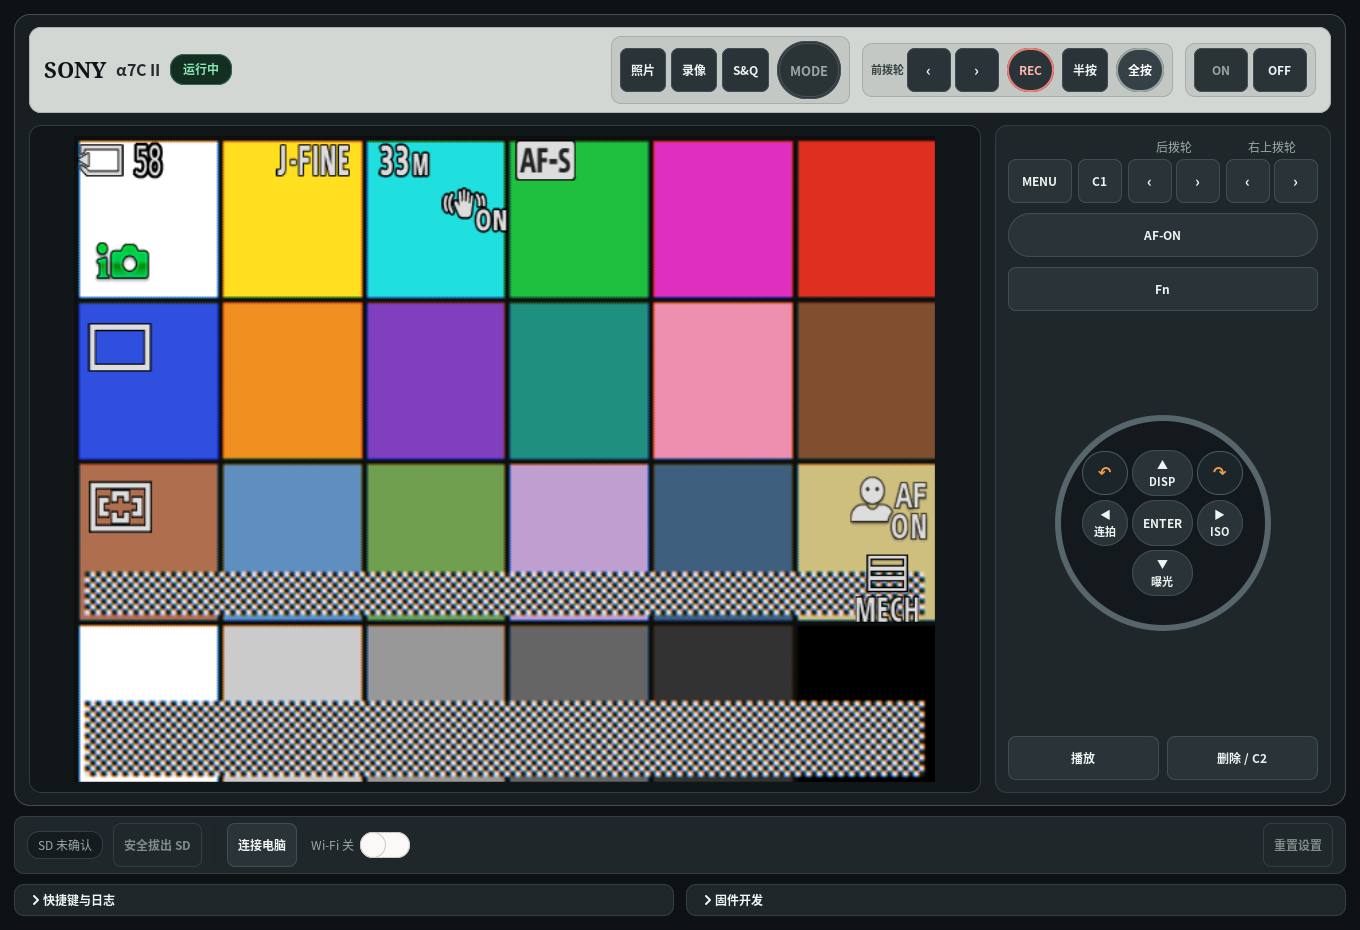 SONY α7C II 运行中 照片 录像 S&Q MODE 前拨轮 ‹ › REC 半按 全按 ON OFF
58 J-FINE 33M AF-S
ON
i
AF
ON
MECH
后拨轮 右上拨轮
MENU C1 ‹ › ‹ ›
AF-ON
Fn
↶ ▲ ↷
DISP
◀ ENTER ▶
连拍 ISO
▼
曝光
播放 删除 / C2
SD 未确认 安全拔出 SD 连接电脑 Wi-Fi 关 重置设置
快捷键与日志 固件开发